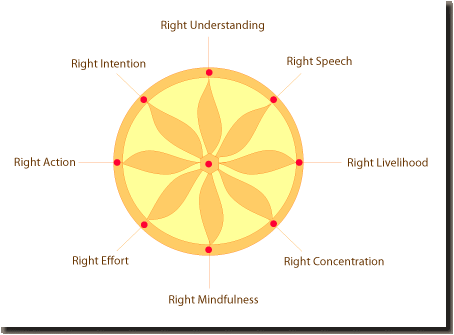 Right Understanding
Right Intention
Right Speech
Right Action
Right Livelihood
Right Effort
Right Concentration
Right Mindfulness